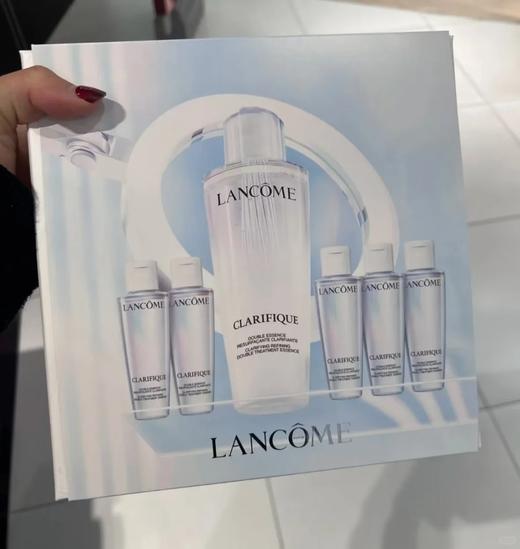 LANCÔME
CLARIFIQUE
DOUBLE ESSENCE
RESURFAÇANTE CLARIFIANTE
CLARIFYING REFINING
DOUBLE TREATMENT ESSENCE
LANCÔME
CLARIFIQUE
LANCÔME
CLARIFIQUE
LANCÔME
CLARIFIQUE
LANCÔME
CLARIFIQUE
LANCÔME
CLARIFIQUE
LANCÔME